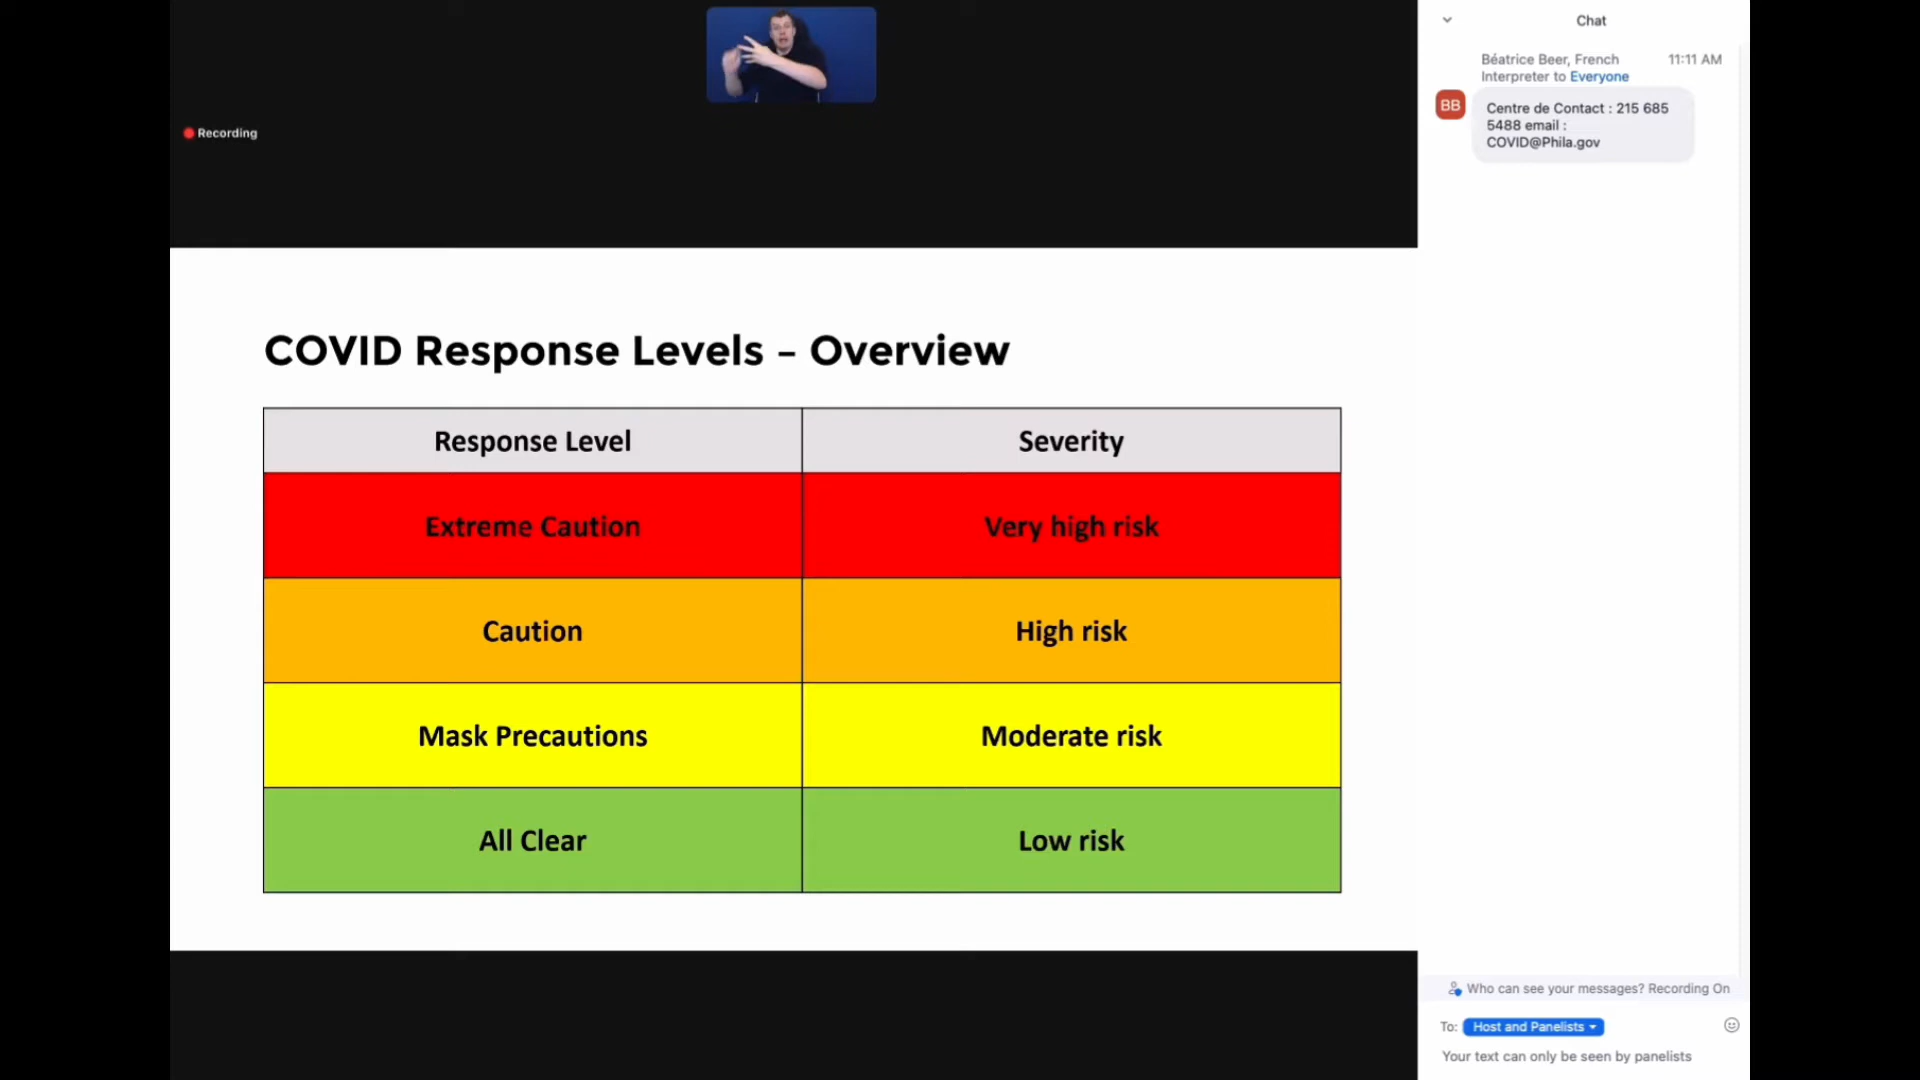 Recording
COVID Response Levels – Overview
Response Level Severity
Extreme Caution Very high risk
Caution High risk
Mask Precautions Moderate risk
All Clear Low risk
Chat
Béatrice Beer, French 11:11 AM
Interpreter to Everyone
BB
Centre de Contact : 215 685
5488 email :
COVID@Phila.gov
Who can see your messages? Recording On
To: Host and Panelists
Your text can only be seen by panelists